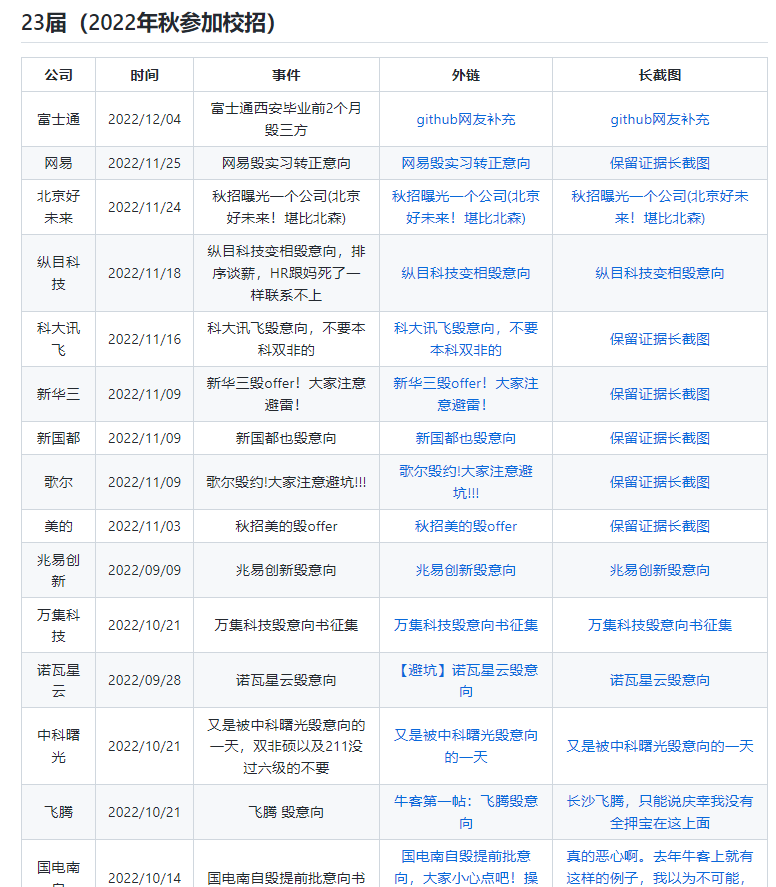 23届（2022年秋参加校招）
公司 时间 事件 外链 长截图
富士通 2022/12/04 富士通西安毕业前2个月
毁三方 github网友补充 github网友补充
网易 2022/11/25 网易毁实习转正意向 网易毁实习转正意向 保留证据长截图
北京好
未来 2022/11/24 秋招曝光一个公司(北京
好未来！堪比北森) 秋招曝光一个公司(北京
好未来！堪比北森) 秋招曝光一个公司(北京好未
来！堪比北森)
纵目科
技 2022/11/18 纵目科技变相毁意向，排
序谈薪，HR跟妈死了一
样联系不上 纵目科技变相毁意向 纵目科技变相毁意向
科大讯
飞 2022/11/16 科大讯飞毁意向，不要本
科双非的 科大讯飞毁意向，不要
本科双非的 保留证据长截图
新华三 2022/11/09 新华三毁offer！大家注意
避雷！ 新华三毁offer！大家注
意避雷！ 保留证据长截图
新国都 2022/11/09 新国都也毁意向 新国都也毁意向 保留证据长截图
歌尔 2022/11/09 歌尔毁约!大家注意避坑!!! 歌尔毁约!大家注意避
坑!!! 保留证据长截图
美的 2022/11/03 秋招美的毁offer 秋招美的毁offer 保留证据长截图
兆易创
新 2022/09/09 兆易创新毁意向 兆易创新毁意向 兆易创新毁意向
万集科
技 2022/10/21 万集科技毁意向书征集 万集科技毁意向书征集 万集科技毁意向书征集
诺瓦星
云 2022/09/28 诺瓦星云毁意向 【避坑】诺瓦星云毁意
向 诺瓦星云毁意向
中科曙
光 2022/10/21 又是被中科曙光毁意向的
一天，双非硕以及211没
过六级的不要 又是被中科曙光毁意向
的一天 又是被中科曙光毁意向的一天
飞腾 2022/10/21 飞腾 毁意向 牛客第一帖：飞腾毁意
向 长沙飞腾，只能说庆幸我没有
全押宝在这上面
国电南
2022/10/14 国电南自毁提前批意向书 国电南自毁提前批意
向，大家小心点吧！操 真的恶心啊。去年牛客上就有
这样的例子，我以为不可能，